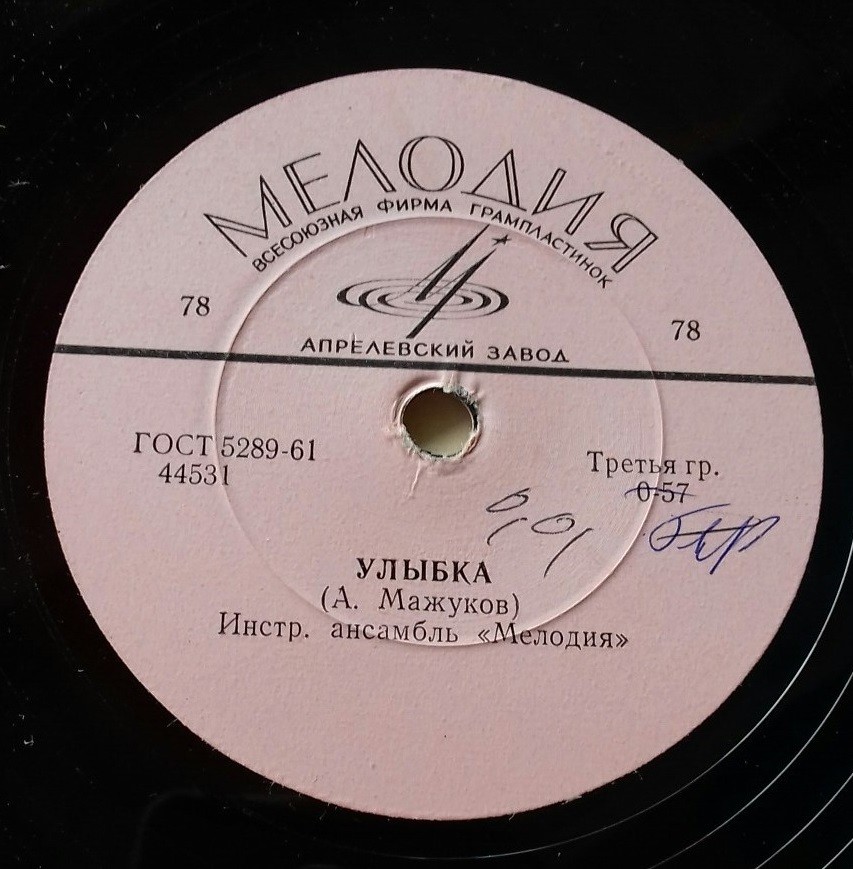 МЕЛОДИЯ
ВСЕСОЮЗНАЯ ФИРМА ГРАМПЛАСТИНОК
78
78
АПРЕЛЕВСКИЙ ЗАВОД
ГОСТ 5289-61
44531
Третья гр.
0-57
0,01
УЛЫБКА
(А. Мажуков)
Инстр. ансамбль «Мелодия»